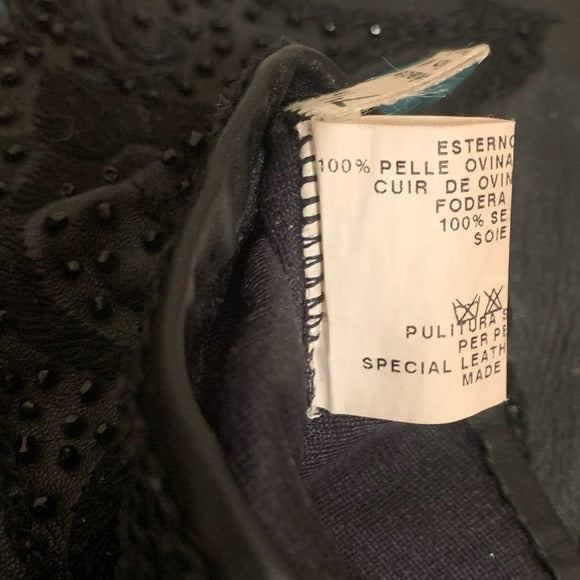 ESTERNO
100% PELLE OVINA
CUIR DE OVIN
FODERA
100% SE
SOIE
PULITURA S
PER PE
SPECIAL LEATH
MADE